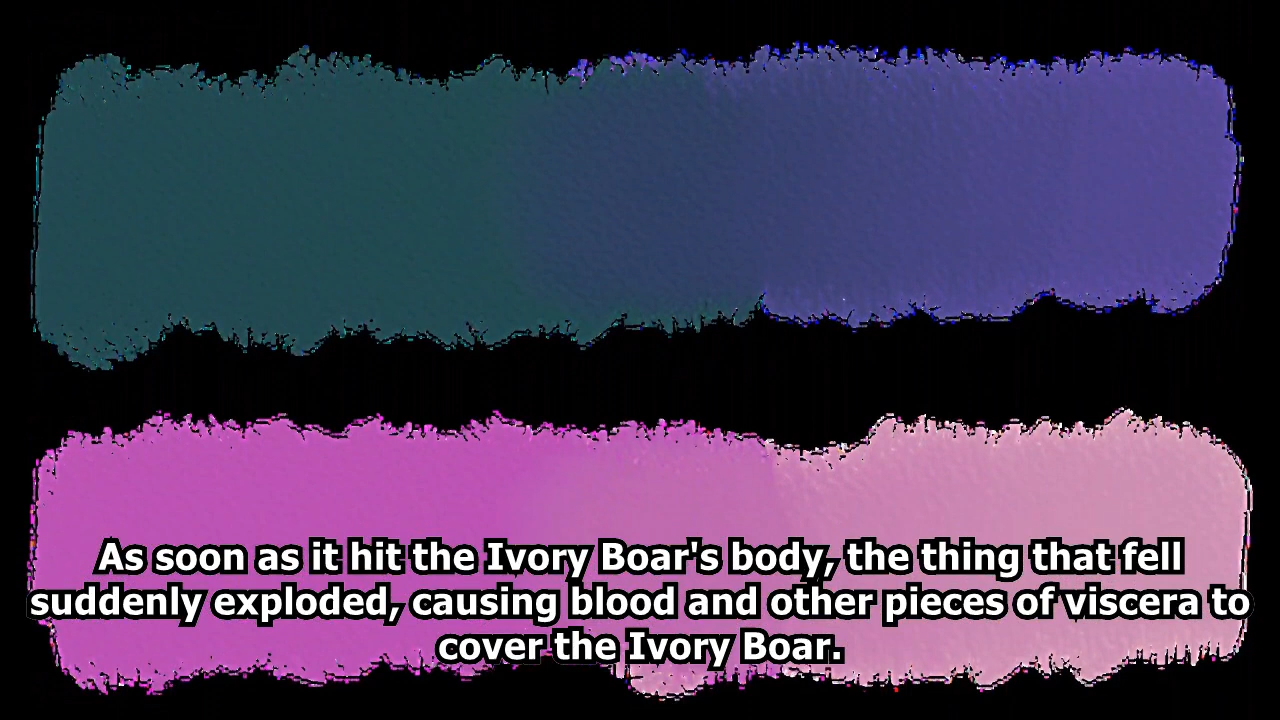 As soon as it hit the Ivory Boar's body, the thing that fell
suddenly exploded, causing blood and other pieces of viscera to
cover the Ivory Boar.